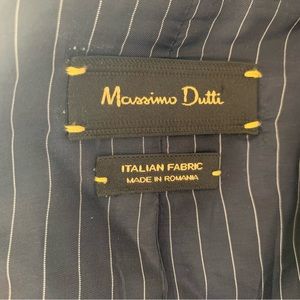 Massimo Dutti
ITALIAN FABRIC
MADE IN ROMANIA